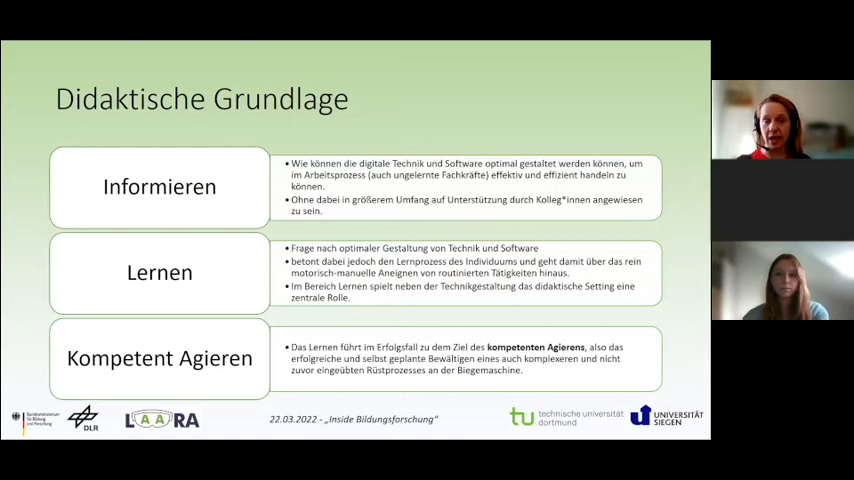 Didaktische Grundlage
Informieren
• Wie können die digitale Technik und Software optimal gestaltet werden können, um
im Arbeitsprozess (auch ungelernte Fachkräfte) effektiv und effizient handeln zu
können.
• Ohne dabei in größerem Umfang auf Unterstützung durch Kolleg*innen angewiesen
zu sein.
Lernen
• Frage nach optimaler Gestaltung von Technik und Software
• betont dabei jedoch den Lernprozess des Individuums und geht damit über das rein
motorisch-manuelle Aneignen von routinierten Tätigkeiten hinaus.
• Im Bereich Lernen spielt neben der Technikgestaltung das didaktische Setting eine
zentrale Rolle.
Kompetent Agieren
• Das Lernen führt im Erfolgsfall zu dem Ziel des kompetenten Agierens, also das
erfolgreiche und selbst geplante Bewältigen eines auch komplexeren und nicht
zuvor eingeübten Rüstprozesses an der Biegemaschine.
Bundesministerium
für Bildung
und Forschung
DLR
LAARA
22.03.2022 - „Inside Bildungsforschung“
tu
technische universität
dortmund
UNIVERSITÄT
SIEGEN